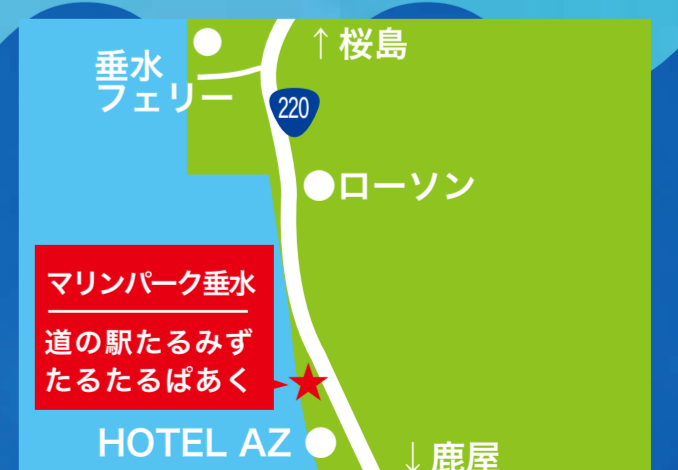 ↑桜島
垂水
フェリー
220
ローソン
マリンパーク垂水
道の駅たるみず
たるたるぱあく
HOTEL AZ
↓鹿屋